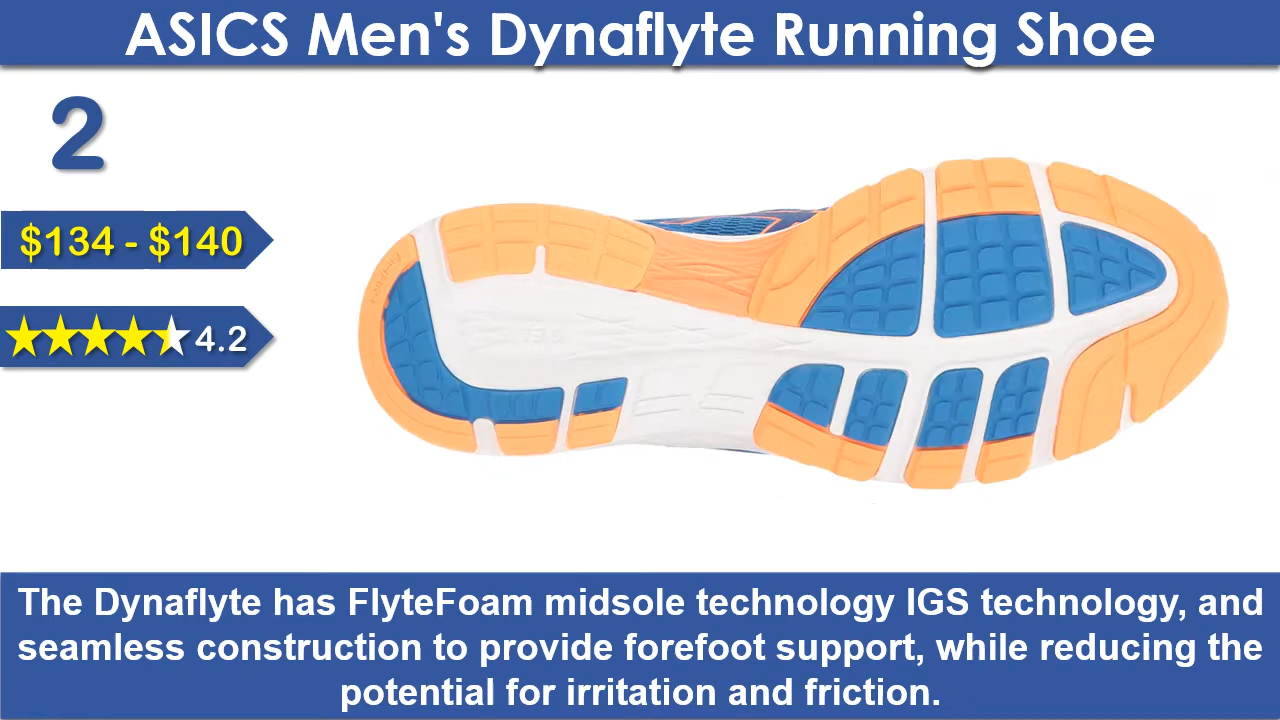 ASICS Men's Dynaflyte Running Shoe
2
$134 - $140
4.2
The Dynaflyte has FlyteFoam midsole technology IGS technology, and
seamless construction to provide forefoot support, while reducing the
potential for irritation and friction.